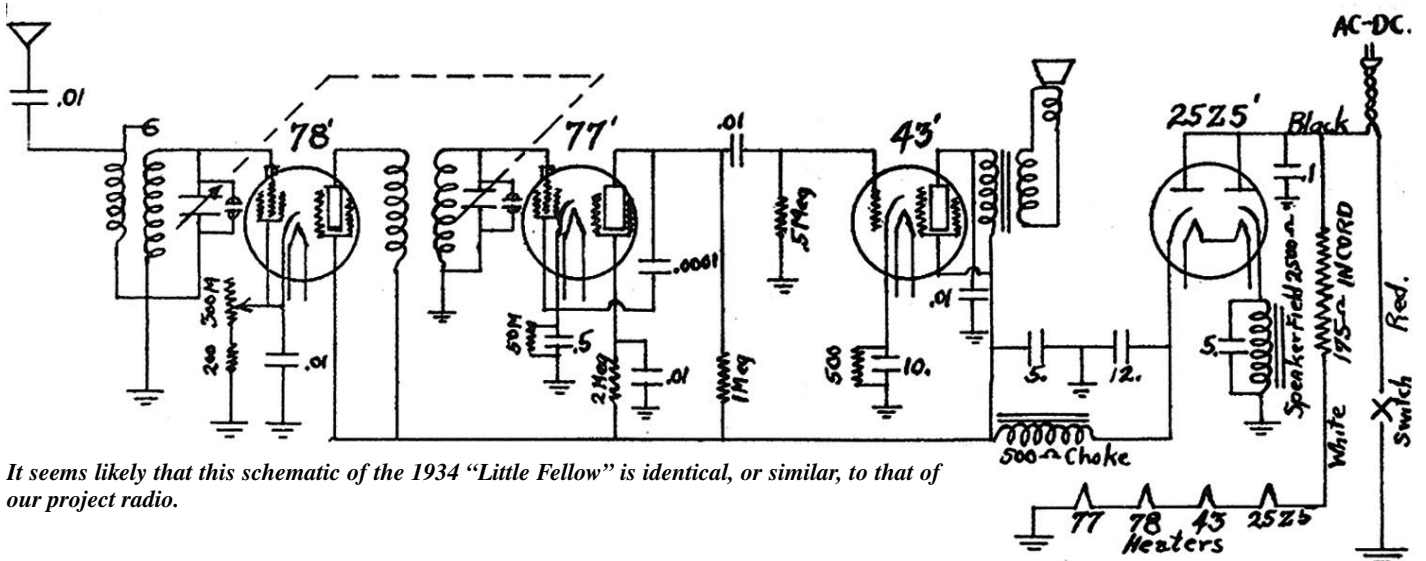 AC-DC.
.01
78'
77'
.01
43'
25Z5'
Black
.1
.5Meg
.0001
.01
300M
200
.01
50M
.5
2Meg
.01
1Meg
500
10.
5.
12.
5.
Speaker Field 2500-Ω
175-Ω IN CORD
Red.
White
Switch
500-Ω Choke
77 78 43 25Z5
Heaters
It seems likely that this schematic of the 1934 “Little Fellow” is identical, or similar, to that of
our project radio.